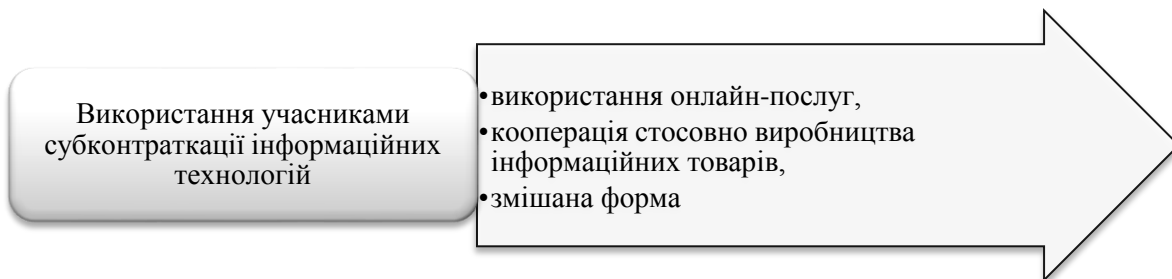 Використання учасниками
субконтраткації інформаційних
технологій
•використання онлайн-послуг,
•кооперація стосовно виробництва
інформаційних товарів,
•змішана форма